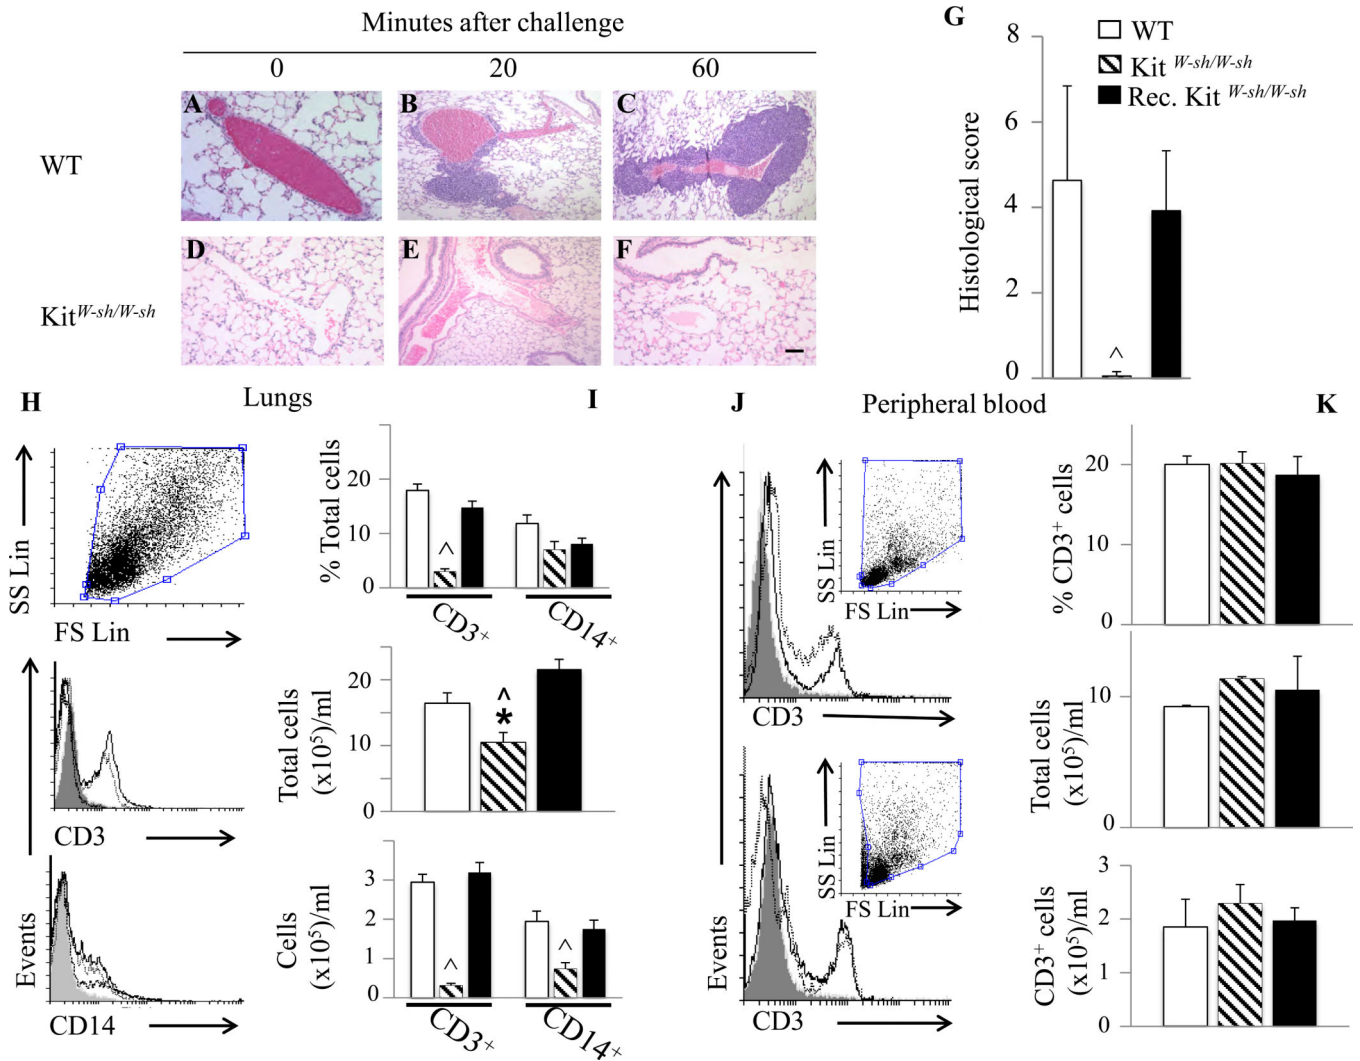 Minutes after challenge
0 20 60
WT
A B C
Kit W-sh/W-sh
D E F
G
Histological score
8
6
4
2
0
WT
Kit W-sh/W-sh
Rec. Kit W-sh/W-sh
^
H Lungs I
SS Lin
FS Lin
CD3
Events
CD14
% Total cells
20
10
0
^
CD3+ CD14+
Total cells
(x10⁵)/ml
20
10
0
^
*
Cells
(x10⁵)/ml
3
2
1
0
^ ^
CD3+ CD14+
J Peripheral blood K
SS Lin
FS Lin
CD3
SS Lin
FS Lin
Events
CD3
% CD3+ cells
20
10
0
Total cells
(x10⁵)/ml
10
0
CD3+ cells
(x10⁵)/ml
3
2
1
0